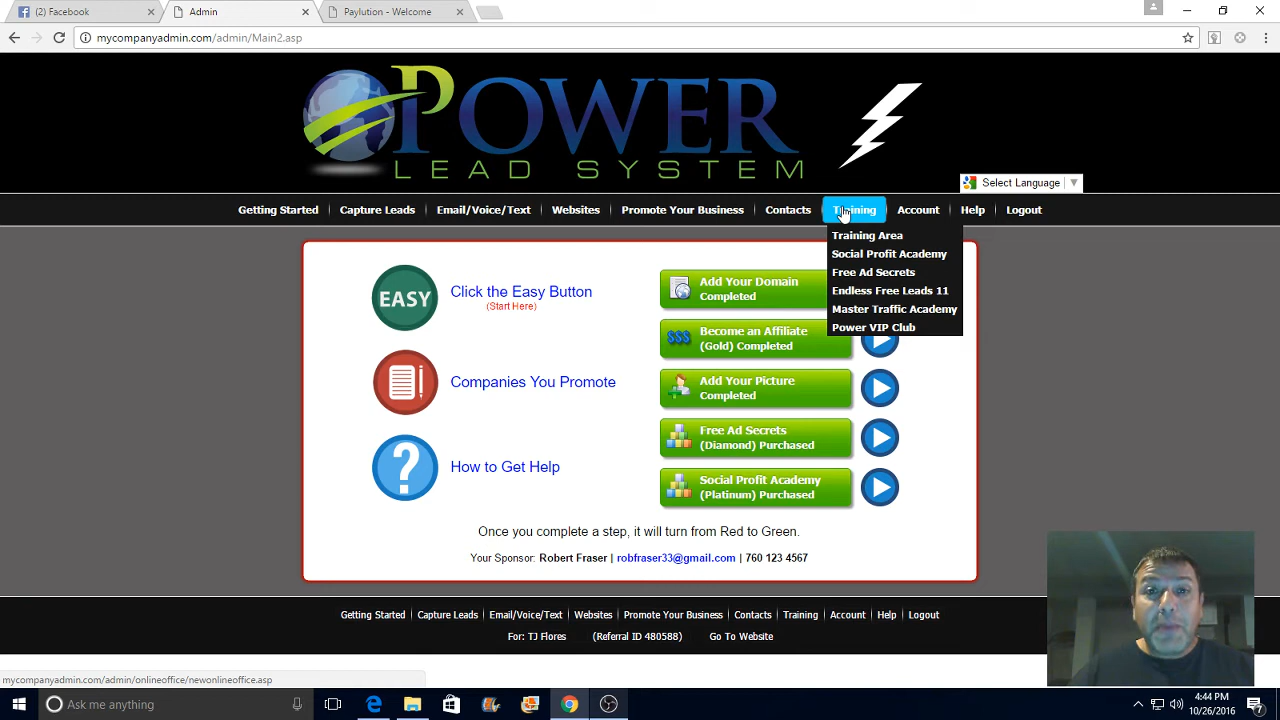 (2) Facebook
Admin
Paylution - Welcome
mycompanyadmin.com/admin/Main2.asp
POWER
LEAD SYSTEM
Select Language
Getting Started
Capture Leads
Email/Voice/Text
Websites
Promote Your Business
Contacts
Training
Account
Help
Logout
Training Area
Social Profit Academy
Free Ad Secrets
Endless Free Leads 11
Master Traffic Academy
Power VIP Club
EASY
Click the Easy Button
(Start Here)
Companies You Promote
?
How to Get Help
Add Your Domain
Completed
$$$
Become an Affiliate
(Gold) Completed
Add Your Picture
Completed
Free Ad Secrets
(Diamond) Purchased
Social Profit Academy
(Platinum) Purchased
Once you complete a step, it will turn from Red to Green.
Your Sponsor: Robert Fraser | robfraser33@gmail.com | 760 123 4567
Getting Started | Capture Leads | Email/Voice/Text | Websites | Promote Your Business | Contacts | Training | Account | Help | Logout
For: TJ Flores (Referral ID 480588) Go To Website
mycompanyadmin.com/admin/onlineoffice/newonlineoffice.asp
Ask me anything
4:44 PM
10/26/2016